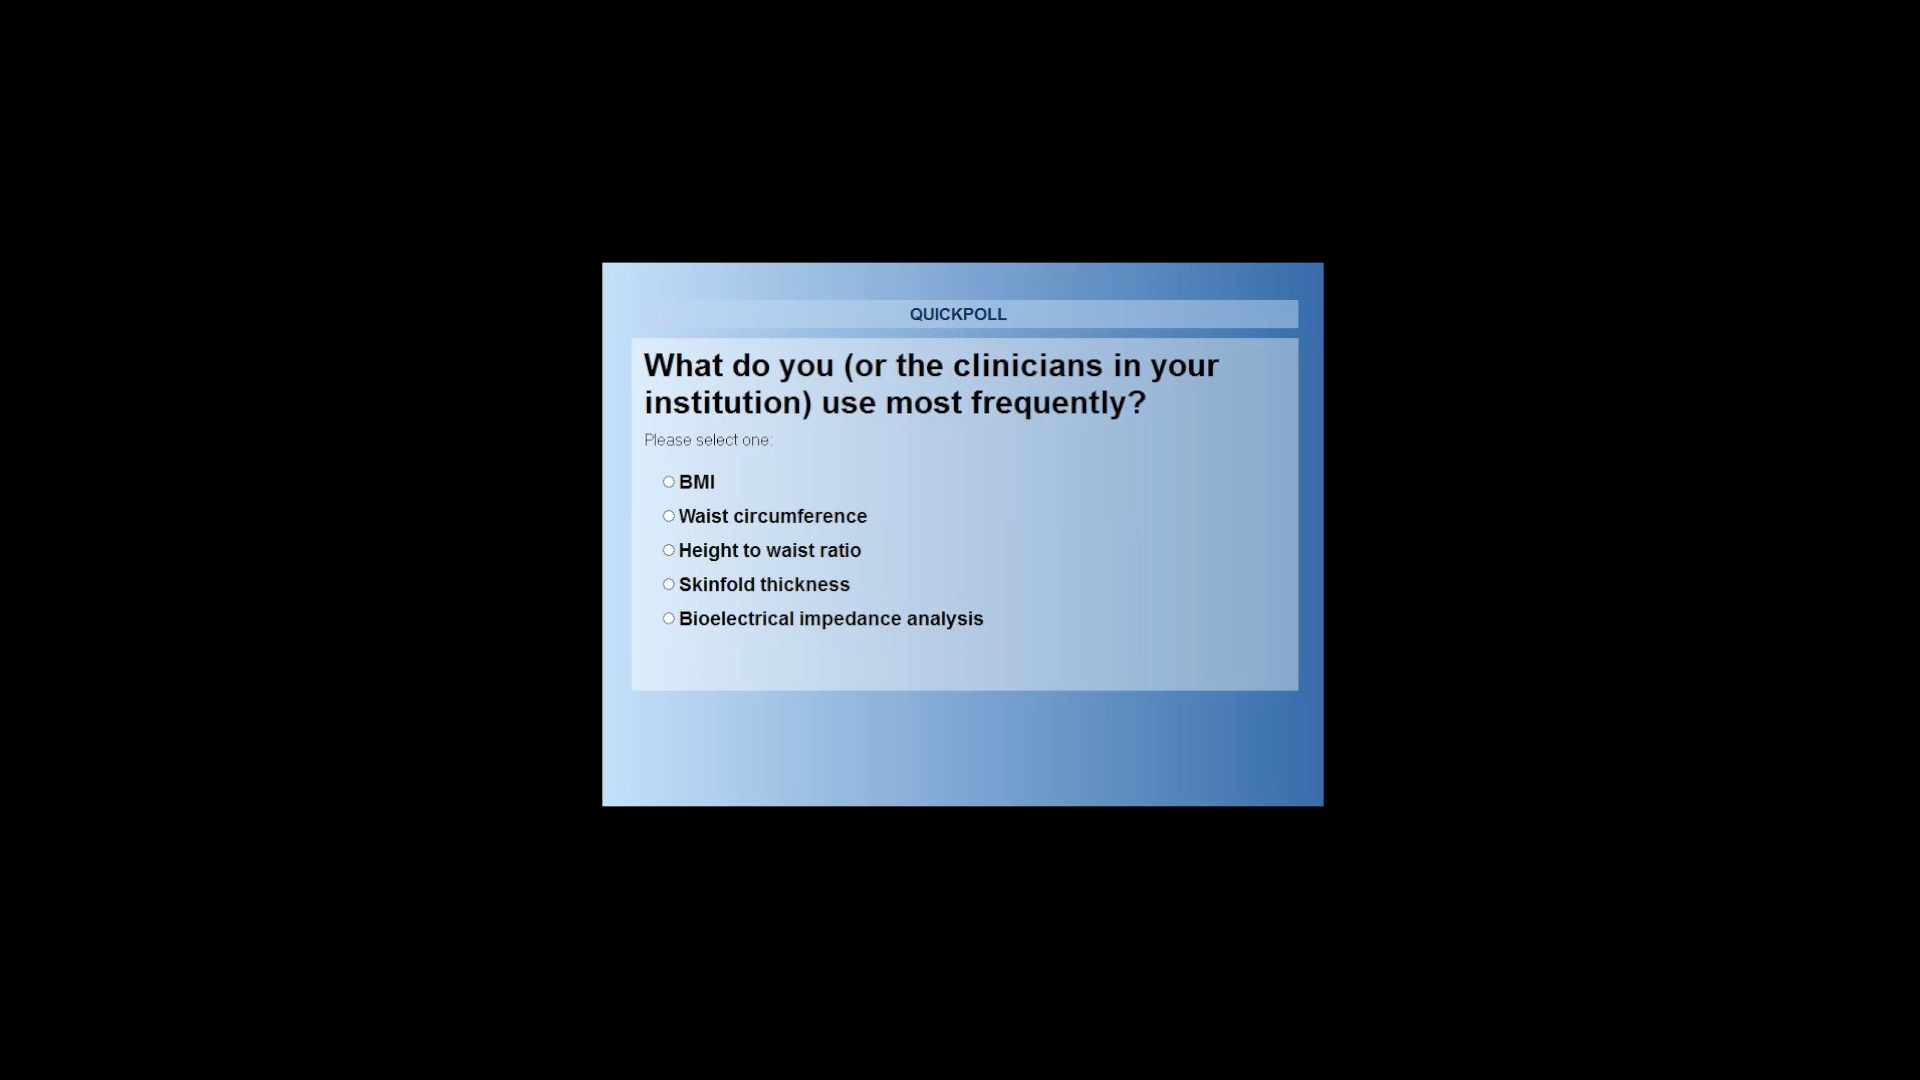 QUICKPOLL
What do you (or the clinicians in your
institution) use most frequently?
Please select one:
BMI
Waist circumference
Height to waist ratio
Skinfold thickness
Bioelectrical impedance analysis